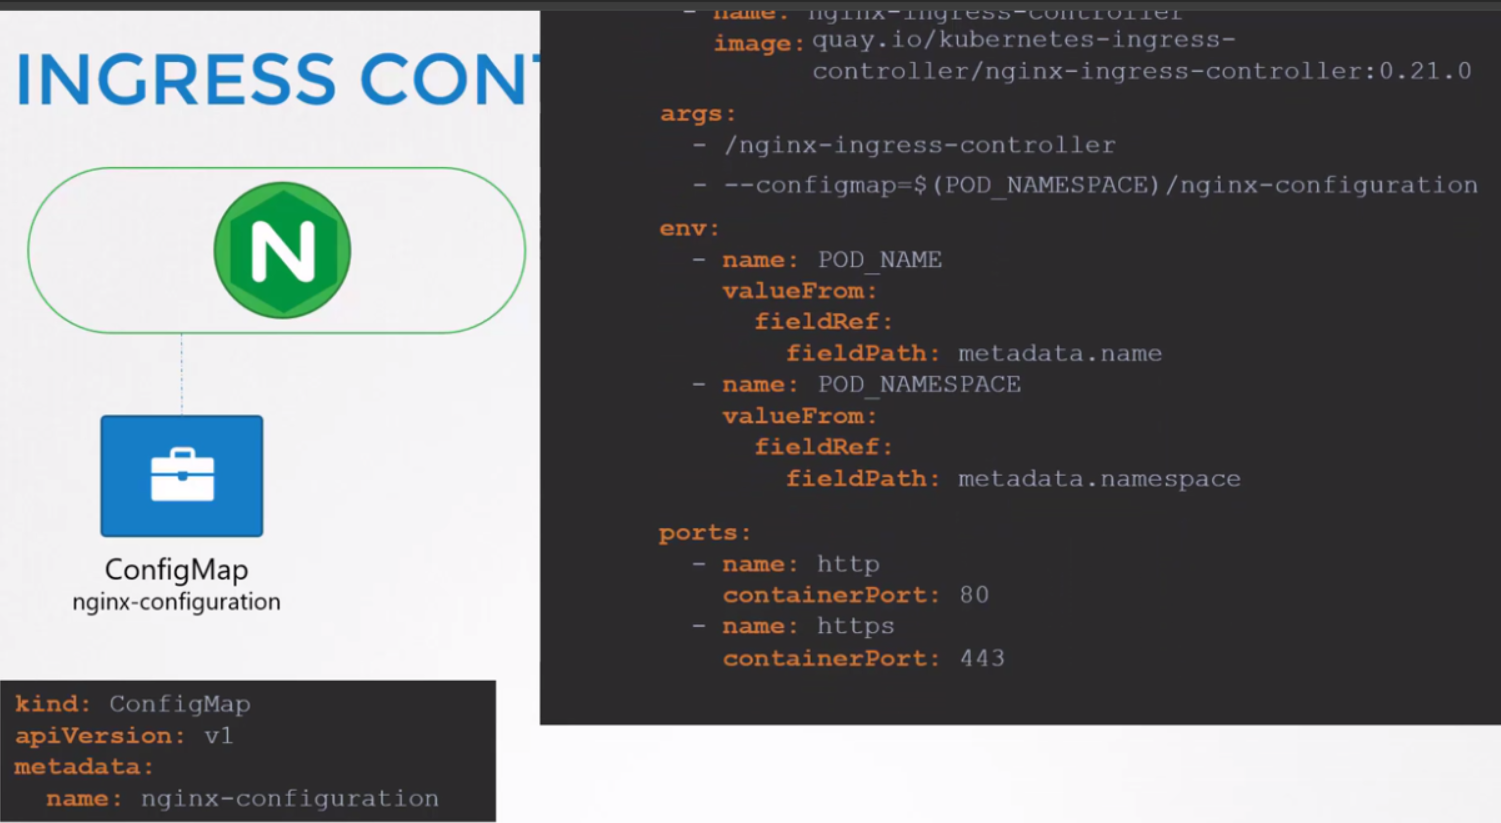 INGRESS CONT
N
ConfigMap
nginx-configuration
kind: ConfigMap
apiVersion: v1
metadata:
  name: nginx-configuration
- name: nginx-ingress-controller
  image: quay.io/kubernetes-ingress-
         controller/nginx-ingress-controller:0.21.0
args:
  - /nginx-ingress-controller
  - --configmap=$(POD_NAMESPACE)/nginx-configuration
env:
  - name: POD_NAME
    valueFrom:
      fieldRef:
        fieldPath: metadata.name
  - name: POD_NAMESPACE
    valueFrom:
      fieldRef:
        fieldPath: metadata.namespace
ports:
  - name: http
    containerPort: 80
  - name: https
    containerPort: 443